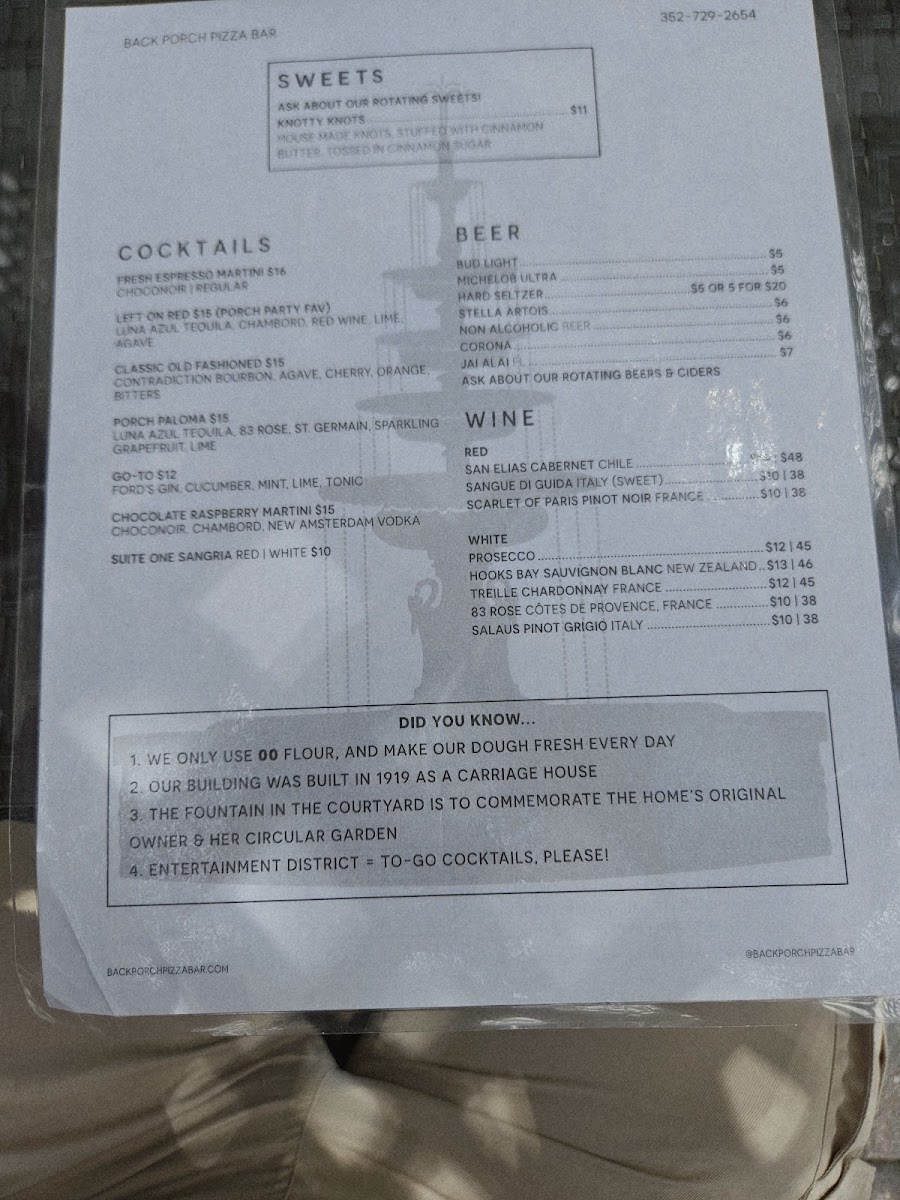 BACK PORCH PIZZA BAR
352-729-2654
SWEETS
ASK ABOUT OUR ROTATING SWEETS!
KNOTTY KNOTS $11
HOUSE MADE KNOTS, STUFFED WITH CINNAMON
BUTTER, TOSSED IN CINNAMON SUGAR
COCKTAILS
FRESH ESPRESSO MARTINI $16
CHOCONOIR | REGULAR
LEFT ON RED $15 (PORCH PARTY FAV)
LUNA AZUL TEQUILA, CHAMBORD, RED WINE, LIME,
AGAVE
CLASSIC OLD FASHIONED $15
CONTRADICTION BOURBON, AGAVE, CHERRY, ORANGE,
BITTERS
PORCH PALOMA $15
LUNA AZUL TEQUILA, 83 ROSE, ST. GERMAIN, SPARKLING
GRAPEFRUIT, LIME
GO-TO $12
FORD'S GIN, CUCUMBER, MINT, LIME, TONIC
CHOCOLATE RASPBERRY MARTINI $15
CHOCONOIR, CHAMBORD, NEW AMSTERDAM VODKA
SUITE ONE SANGRIA RED | WHITE $10
BEER
BUD LIGHT $5
MICHELOB ULTRA $5
HARD SELTZER $5 OR 5 FOR $20
STELLA ARTOIS $6
NON ALCOHOLIC BEER $6
CORONA $6
JAI ALAI FL $7
ASK ABOUT OUR ROTATING BEERS & CIDERS
WINE
RED
SAN ELIAS CABERNET CHILE $48
SANGUE DI GUIDA ITALY (SWEET) $10 | 38
SCARLET OF PARIS PINOT NOIR FRANCE $10 | 38
WHITE
PROSECCO $12 | 45
HOOKS BAY SAUVIGNON BLANC NEW ZEALAND $13 | 46
TREILLE CHARDONNAY FRANCE $12 | 45
83 ROSE CÔTES DE PROVENCE, FRANCE $10 | 38
SALAUS PINOT GRIGIO ITALY $10 | 38
DID YOU KNOW...
1. WE ONLY USE 00 FLOUR, AND MAKE OUR DOUGH FRESH EVERY DAY
2. OUR BUILDING WAS BUILT IN 1919 AS A CARRIAGE HOUSE
3. THE FOUNTAIN IN THE COURTYARD IS TO COMMEMORATE THE HOME'S ORIGINAL
OWNER & HER CIRCULAR GARDEN
4. ENTERTAINMENT DISTRICT = TO-GO COCKTAILS, PLEASE!
BACKPORCHPIZZABAR.COM
@BACKPORCHPIZZABAR